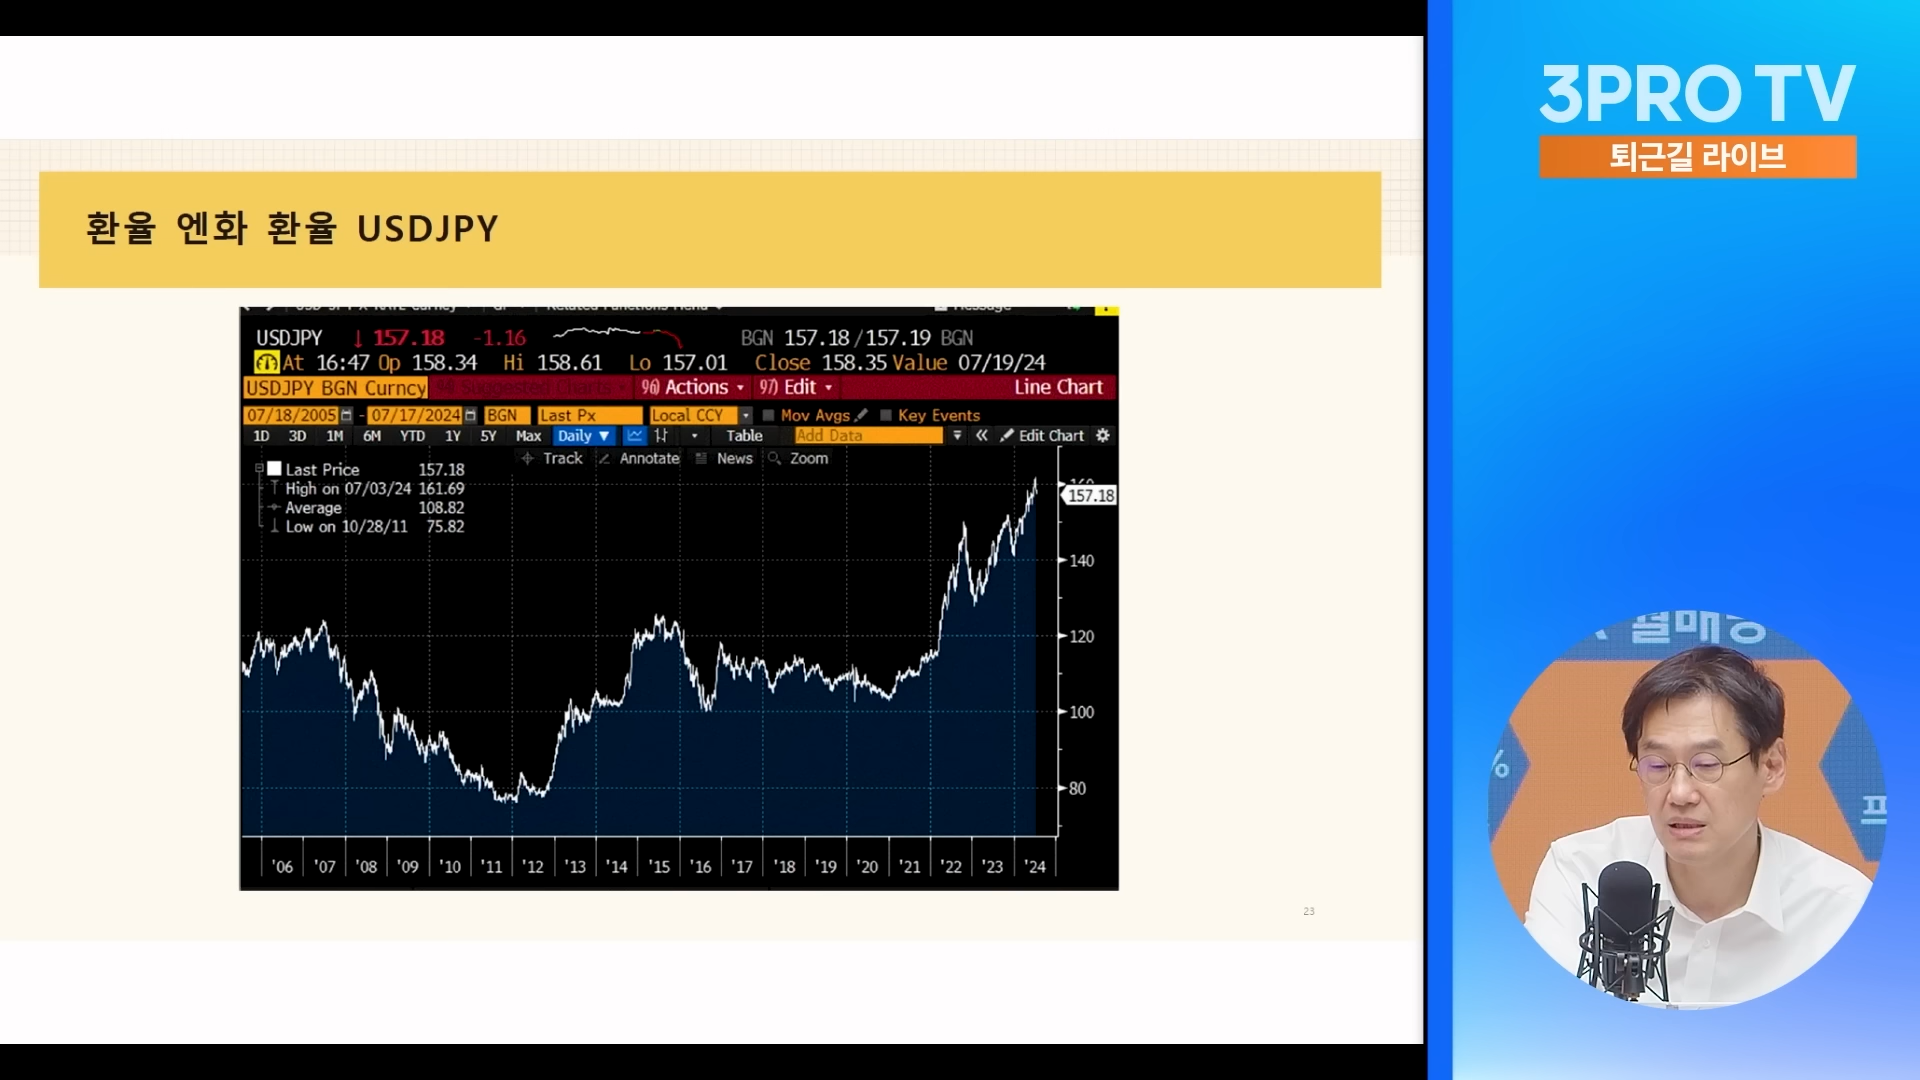 3PRO TV
퇴근길 라이브
환율 엔화 환율 USDJPY
USDJPY ↓ 157.18 -1.16 BGN 157.18/157.19 BGN
At 16:47 Op 158.34 Hi 158.61 Lo 157.01 Close 158.35 Value 07/19/24
USDJPY BGN Curncy 96) Actions 97) Edit Line Chart
07/18/2005 - 07/17/2024 BGN Last Px Local CCY Mov Avgs Key Events
1D 3D 1M 6M YTD 1Y 5Y Max Daily ▼ Table Add Data « Edit Chart
Track Annotate News Zoom
Last Price 157.18
High on 07/03/24 161.69
Average 108.82
Low on 10/28/11 75.82
157.18
140
120
100
80
'06 '07 '08 '09 '10 '11 '12 '13 '14 '15 '16 '17 '18 '19 '20 '21 '22 '23 '24
23
%